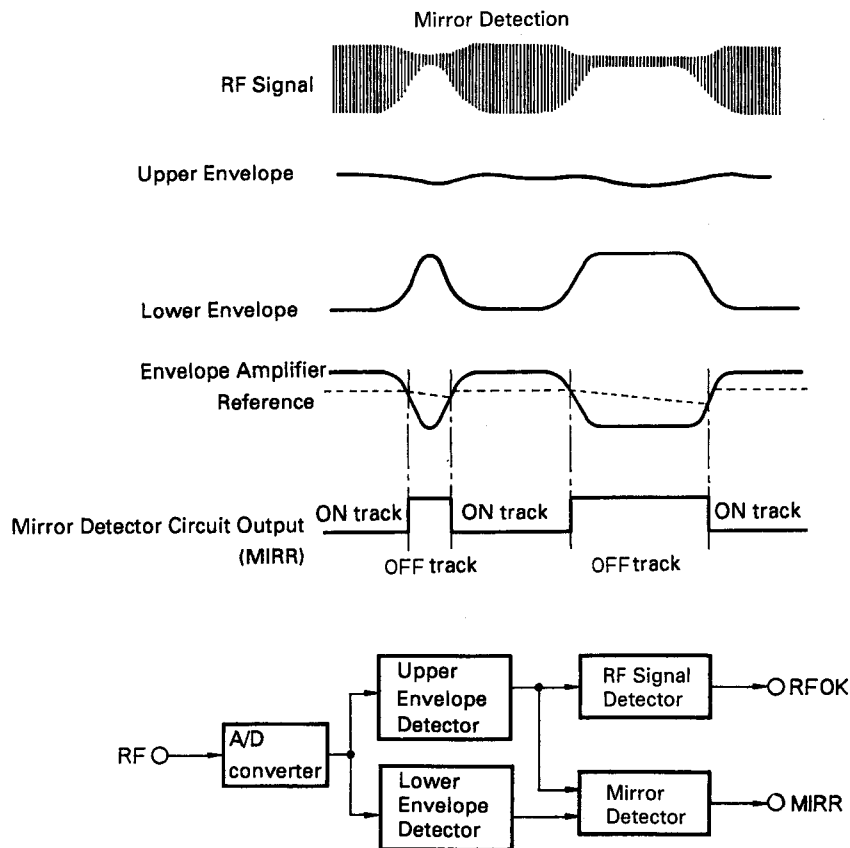 Mirror Detection
RF Signal
Upper Envelope
Lower Envelope
Envelope Amplifier
Reference
Mirror Detector Circuit Output
(MIRR)
ON track
ON track
ON track
OFF track
OFF track
RF
A/D
converter
Upper
Envelope
Detector
Lower
Envelope
Detector
RF Signal
Detector
RFOK
Mirror
Detector
MIRR